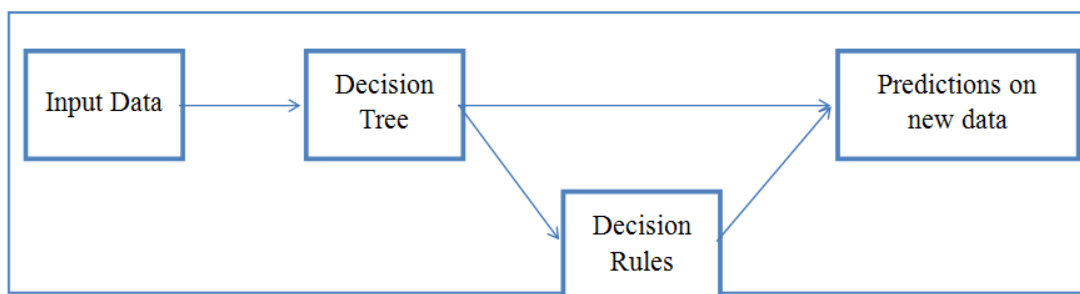 Input Data
Decision
Tree
Predictions on
new data
Decision
Rules